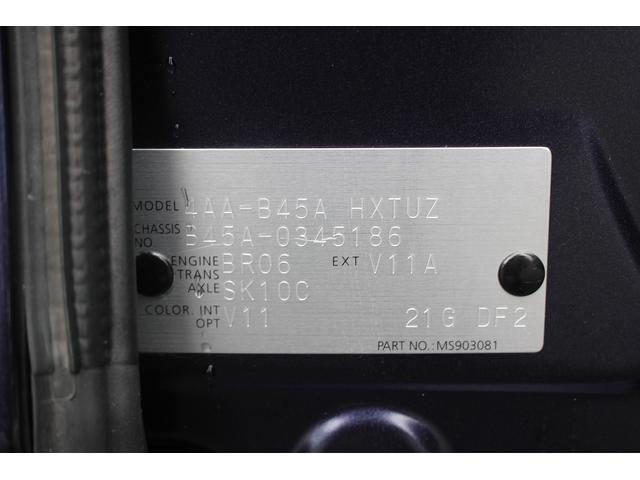 MODEL 4AA-B45A HXTUZ
CHASSIS NO. B45A-0345186
ENGINE BR06 EXT V11A
TRANS AXLE SK10C
COLOR. INT OPT V11 21G DF2
PART NO.:MS903081